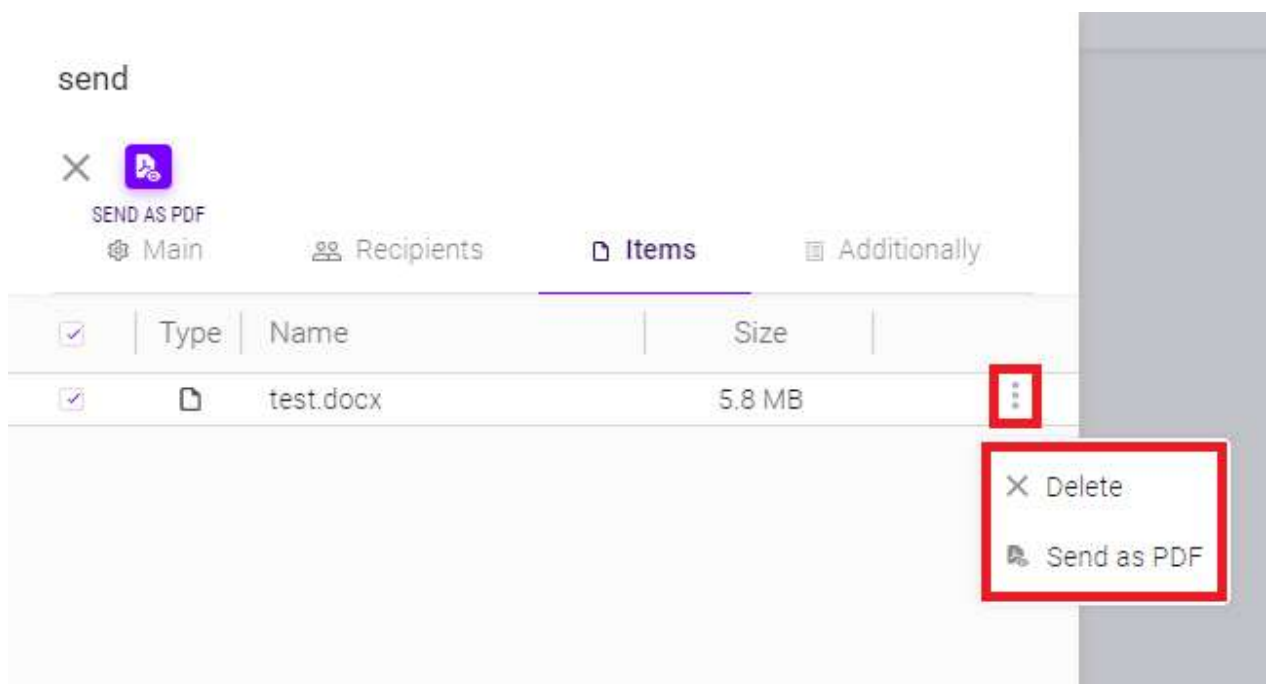 send
SEND AS PDF
Main Recipients Items Additionally
Type Name Size
test.docx 5.8 MB
Delete
Send as PDF